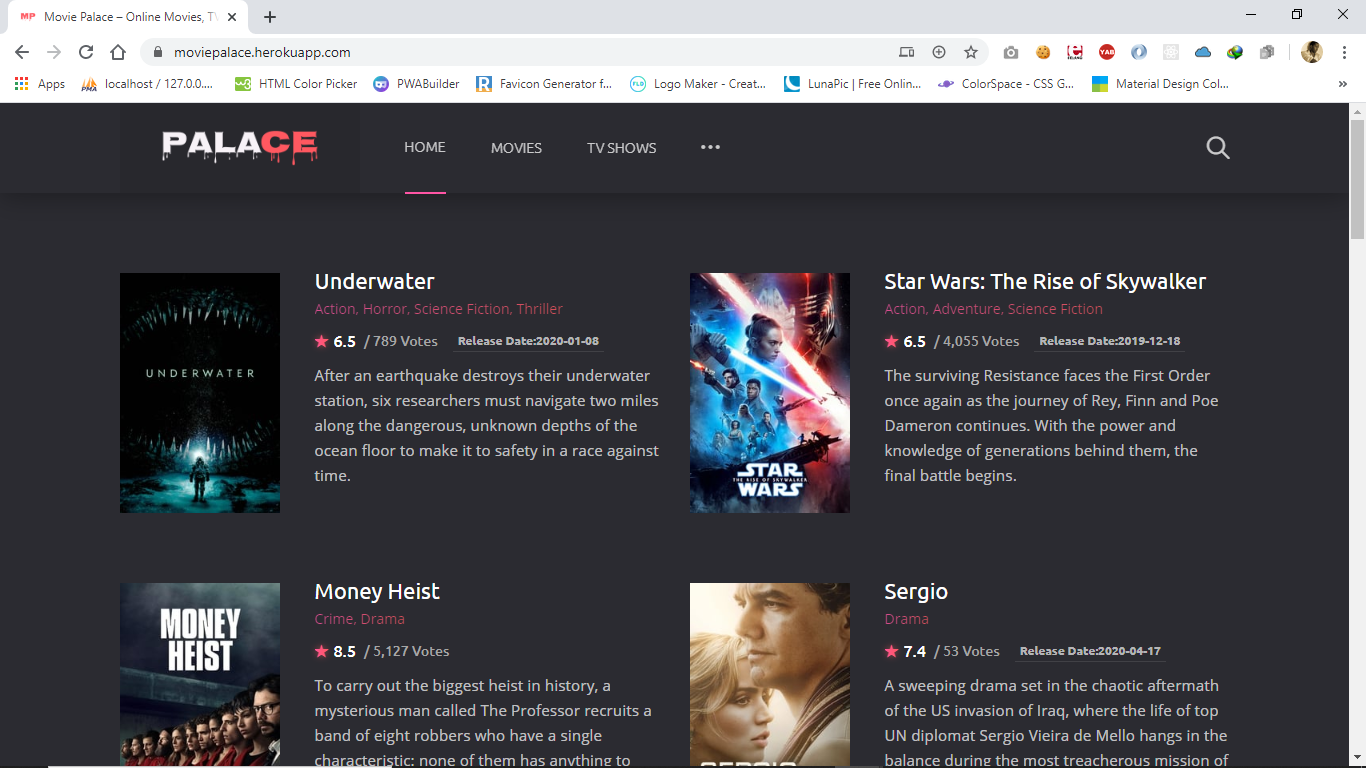 MP Movie Palace – Online Movies, TV
moviepalace.herokuapp.com
Apps
localhost / 127.0.0....
HTML Color Picker
PWABuilder
Favicon Generator f...
Logo Maker - Creat...
LunaPic | Free Onlin...
ColorSpace - CSS G...
Material Design Col...
PALACE
HOME
MOVIES
TV SHOWS
UNDERWATER
Underwater
Action, Horror, Science Fiction, Thriller
6.5 / 789 Votes Release Date:2020-01-08
After an earthquake destroys their underwater
station, six researchers must navigate two miles
along the dangerous, unknown depths of the
ocean floor to make it to safety in a race against
time.
STAR
THE RISE OF SKYWALKER
WARS
Star Wars: The Rise of Skywalker
Action, Adventure, Science Fiction
6.5 / 4,055 Votes Release Date:2019-12-18
The surviving Resistance faces the First Order
once again as the journey of Rey, Finn and Poe
Dameron continues. With the power and
knowledge of generations behind them, the
final battle begins.
MONEY
HEIST
Money Heist
Crime, Drama
8.5 / 5,127 Votes
To carry out the biggest heist in history, a
mysterious man called The Professor recruits a
band of eight robbers who have a single
characteristic: none of them has anything to
SERGIO
Sergio
Drama
7.4 / 53 Votes Release Date:2020-04-17
A sweeping drama set in the chaotic aftermath
of the US invasion of Iraq, where the life of top
UN diplomat Sergio Vieira de Mello hangs in the
balance during the most treacherous mission of